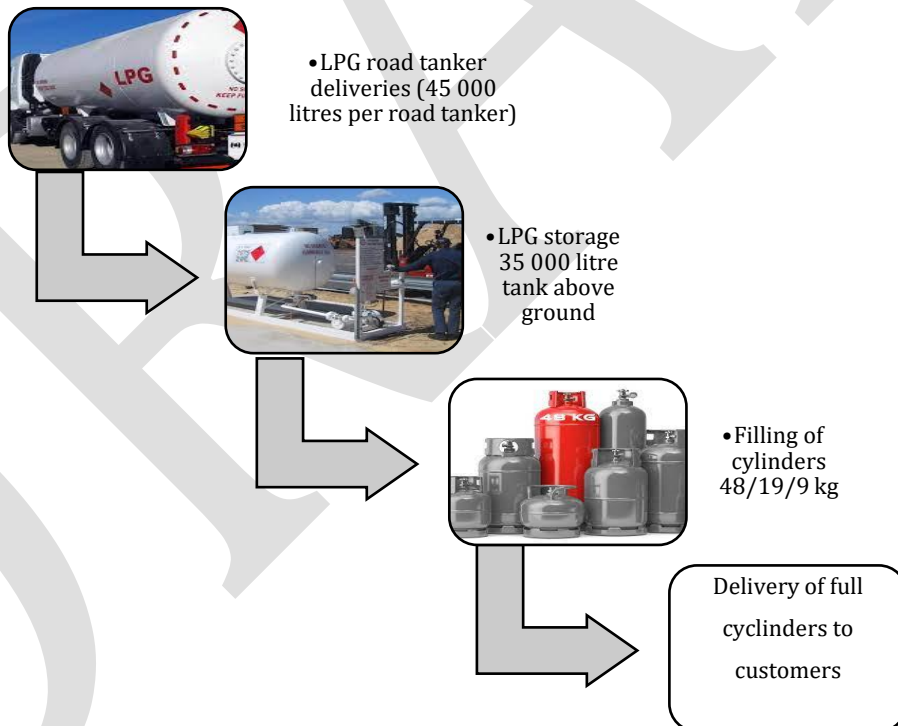 LPG
•LPG road tanker
deliveries (45 000
litres per road tanker)
•LPG storage
35 000 litre
tank above
ground
48 KG
•Filling of
cylinders
48/19/9 kg
Delivery of full
cyclinders to
customers